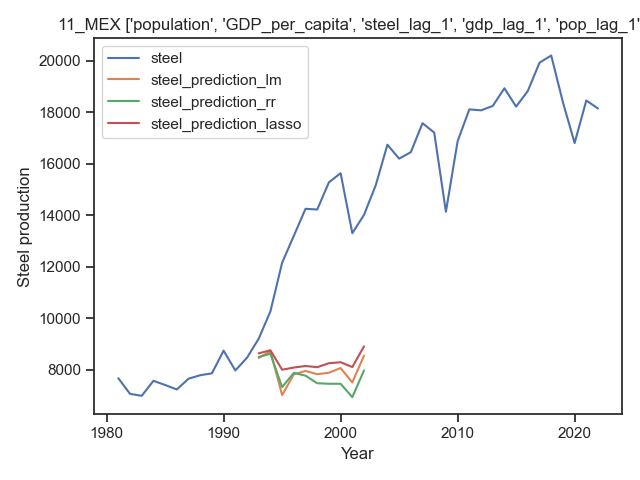 11_MEX ['population', 'GDP_per_capita', 'steel_lag_1', 'gdp_lag_1', 'pop_lag_1'
steel
steel_prediction_lm
steel_prediction_rr
steel_prediction_lasso
Steel production
20000
18000
16000
14000
12000
10000
8000
1980
1990
2000
2010
2020
Year